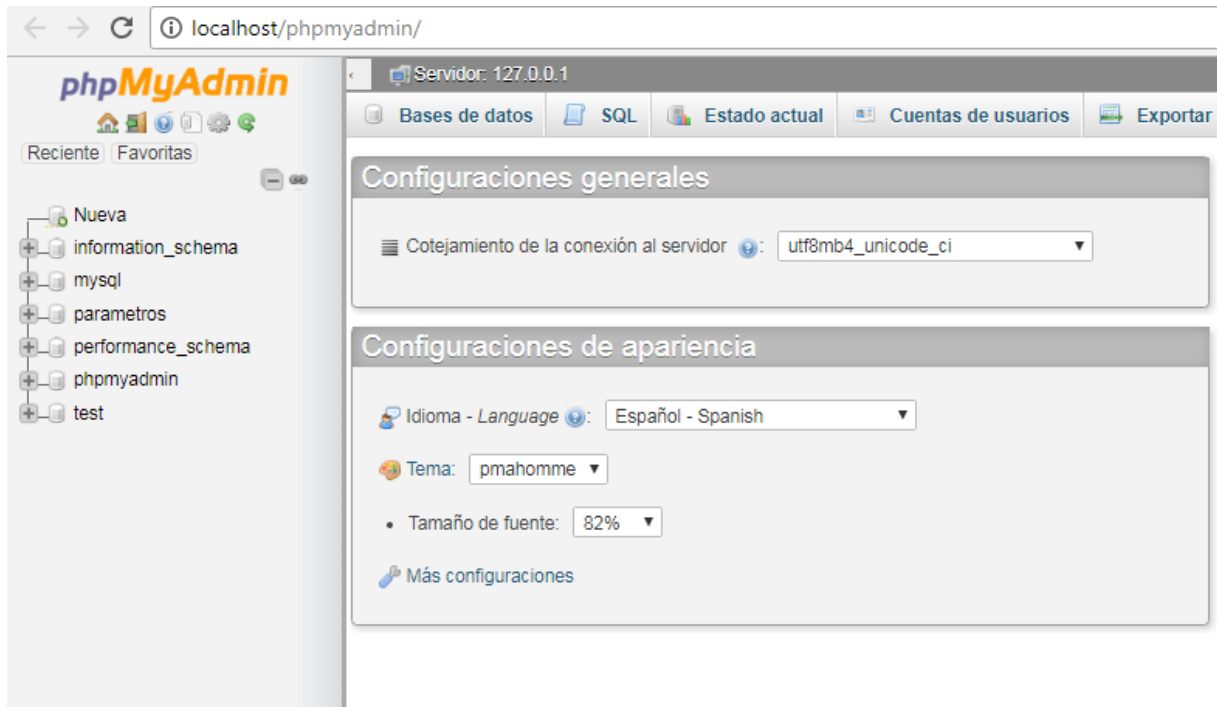 localhost/phpmyadmin/
phpMyAdmin
Reciente Favoritas
Nueva
information_schema
mysql
parametros
performance_schema
phpmyadmin
test
Servidor: 127.0.0.1
Bases de datos SQL Estado actual Cuentas de usuarios Exportar
Configuraciones generales
Cotejamiento de la conexión al servidor : utf8mb4_unicode_ci
Configuraciones de apariencia
Idioma - Language : Español - Spanish
Tema: pmahomme
• Tamaño de fuente: 82%
Más configuraciones